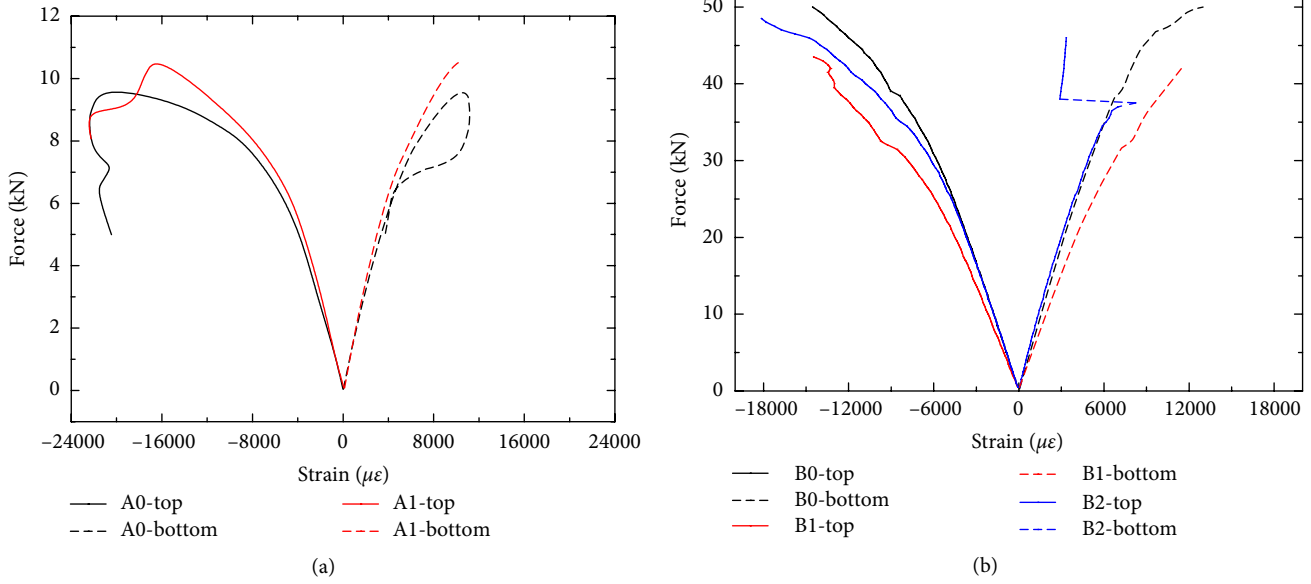 12
10
8
6
4
2
0
Force (kN)
–24000 –16000 –8000 0 8000 16000 24000
Strain (µε)
A0-top A1-top
A0-bottom A1-bottom
(a)
50
40
30
20
10
0
Force (kN)
–18000 –12000 –6000 0 6000 12000 18000
Strain (µε)
B0-top B1-bottom
B0-bottom B2-top
B1-top B2-bottom
(b)